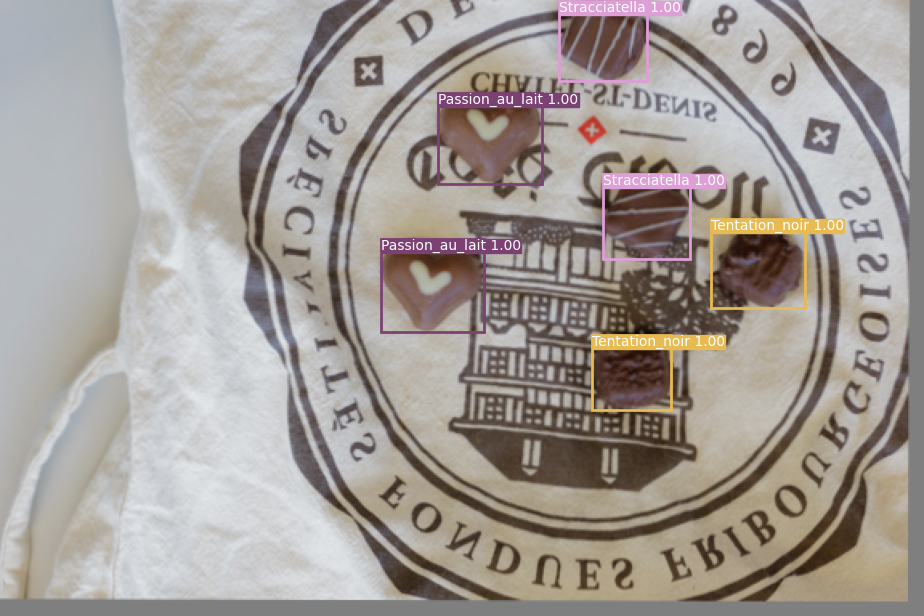 Stracciatella 1.00
DE
CHATEL-ST-DENIS
Passion_au_lait 1.00
Stracciatella 1.00
Tentation_noir 1.00
Passion_au_lait 1.00
Tentation_noir 1.00
SPÉCIALITÉS FONDUES FRIBOURGEOISES